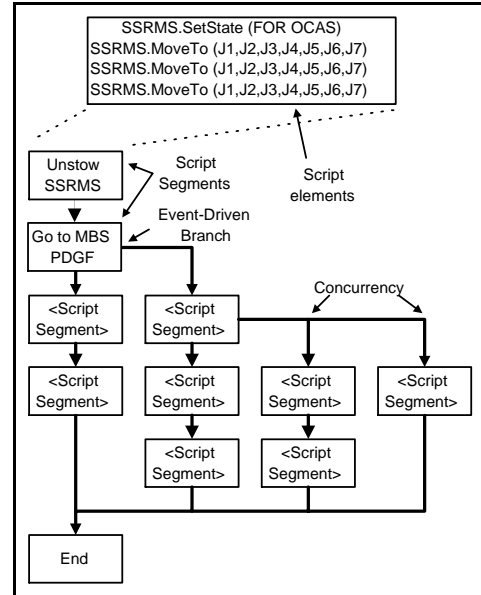 SSRMS.SetState (FOR OCAS)
SSRMS.MoveTo (J1,J2,J3,J4,J5,J6,J7)
SSRMS.MoveTo (J1,J2,J3,J4,J5,J6,J7)
SSRMS.MoveTo (J1,J2,J3,J4,J5,J6,J7)
Unstow
SSRMS
Script
Segments
Script
elements
Event-Driven
Branch
Go to MBS
PDGF
Concurrency
<Script
Segment>
<Script
Segment>
<Script
Segment>
<Script
Segment>
<Script
Segment>
<Script
Segment>
<Script
Segment>
<Script
Segment>
End